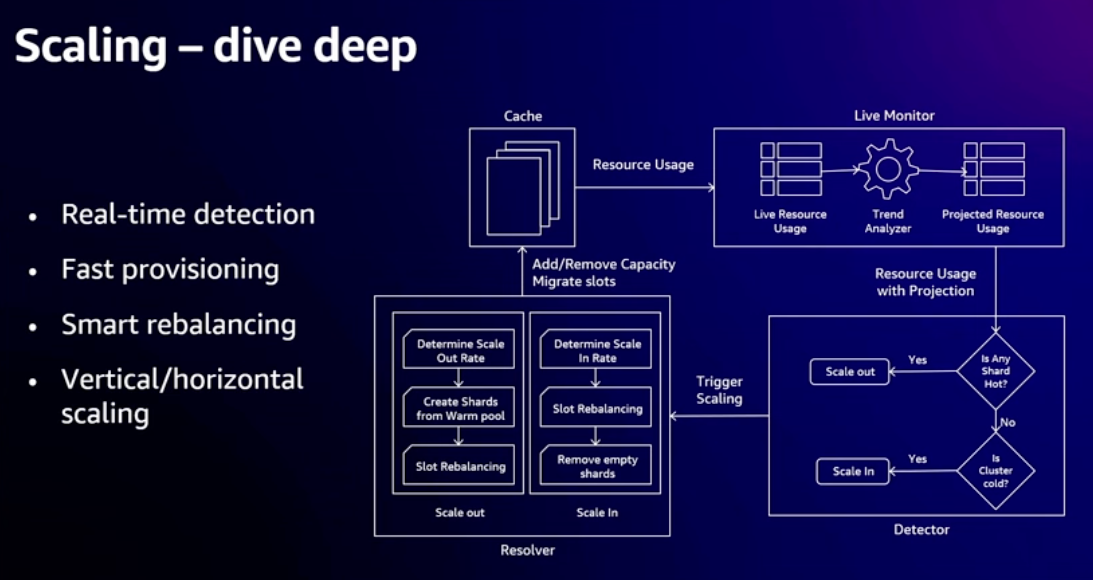 Scaling – dive deep
• Real-time detection
• Fast provisioning
• Smart rebalancing
• Vertical/horizontal
scaling
Cache
Resource Usage
Live Monitor
Live Resource
Usage
Trend
Analyzer
Projected Resource
Usage
Add/Remove Capacity
Migrate slots
Resource Usage
with Projection
Determine Scale
Out Rate
Create Shards
from Warm pool
Slot Rebalancing
Scale out
Determine Scale
In Rate
Slot Rebalancing
Remove empty
shards
Scale In
Resolver
Trigger
Scaling
Is Any
Shard
Hot?
Yes
Scale out
No
Is
Cluster
cold?
Yes
Scale In
Detector